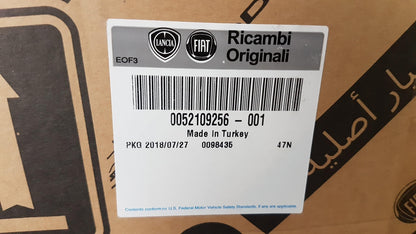 LANCIA
FIAT
Ricambi
Originali
EOF3
0052109256 - 001
Made In Turkey
PKG 2018/07/27 0098435 47N
Contents conform to U.S. Federal Motor Vehicle Safety Standards, if any are applicable.